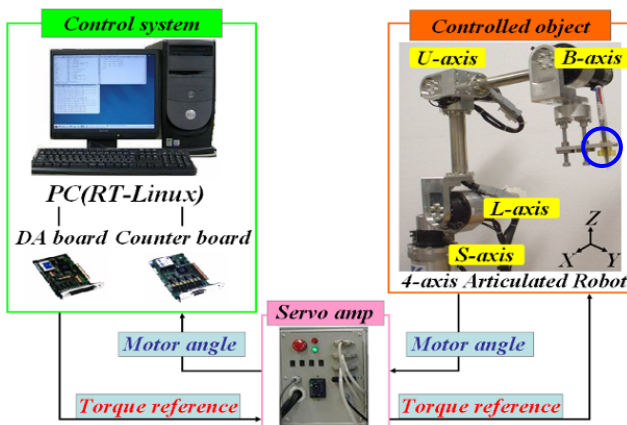 Control system
PC(RT-Linux)
DA board
Counter board
Controlled object
U-axis
B-axis
L-axis
S-axis
Z
X
Y
4-axis Articulated Robot
Servo amp
Motor angle
Motor angle
Torque reference
Torque reference